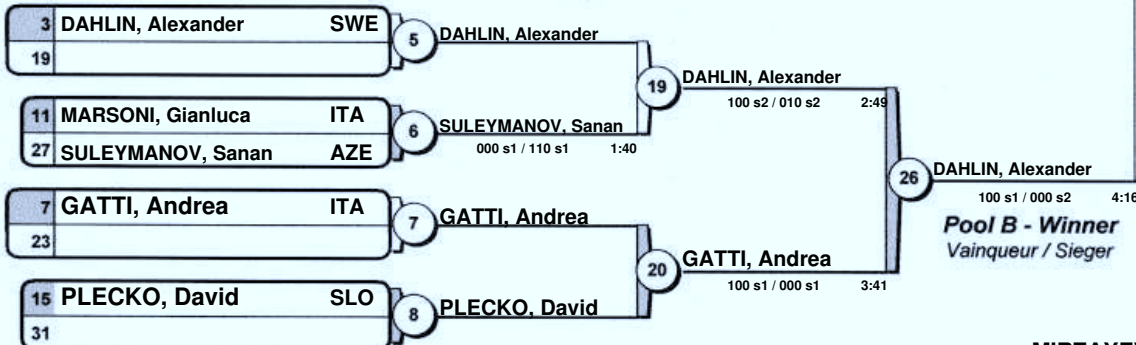 3 DAHLIN, Alexander SWE
19
5 DAHLIN, Alexander
11 MARSONI, Gianluca ITA
27 SULEYMANOV, Sanan AZE
6 SULEYMANOV, Sanan
000 s1 / 110 s1 1:40
19 DAHLIN, Alexander
100 s2 / 010 s2 2:49
7 GATTI, Andrea ITA
23
7 GATTI, Andrea
15 PLECKO, David SLO
31
8 PLECKO, David
20 GATTI, Andrea
100 s1 / 000 s1 3:41
26 DAHLIN, Alexander
100 s1 / 000 s2 4:16
Pool B - Winner
Vainqueur / Sieger